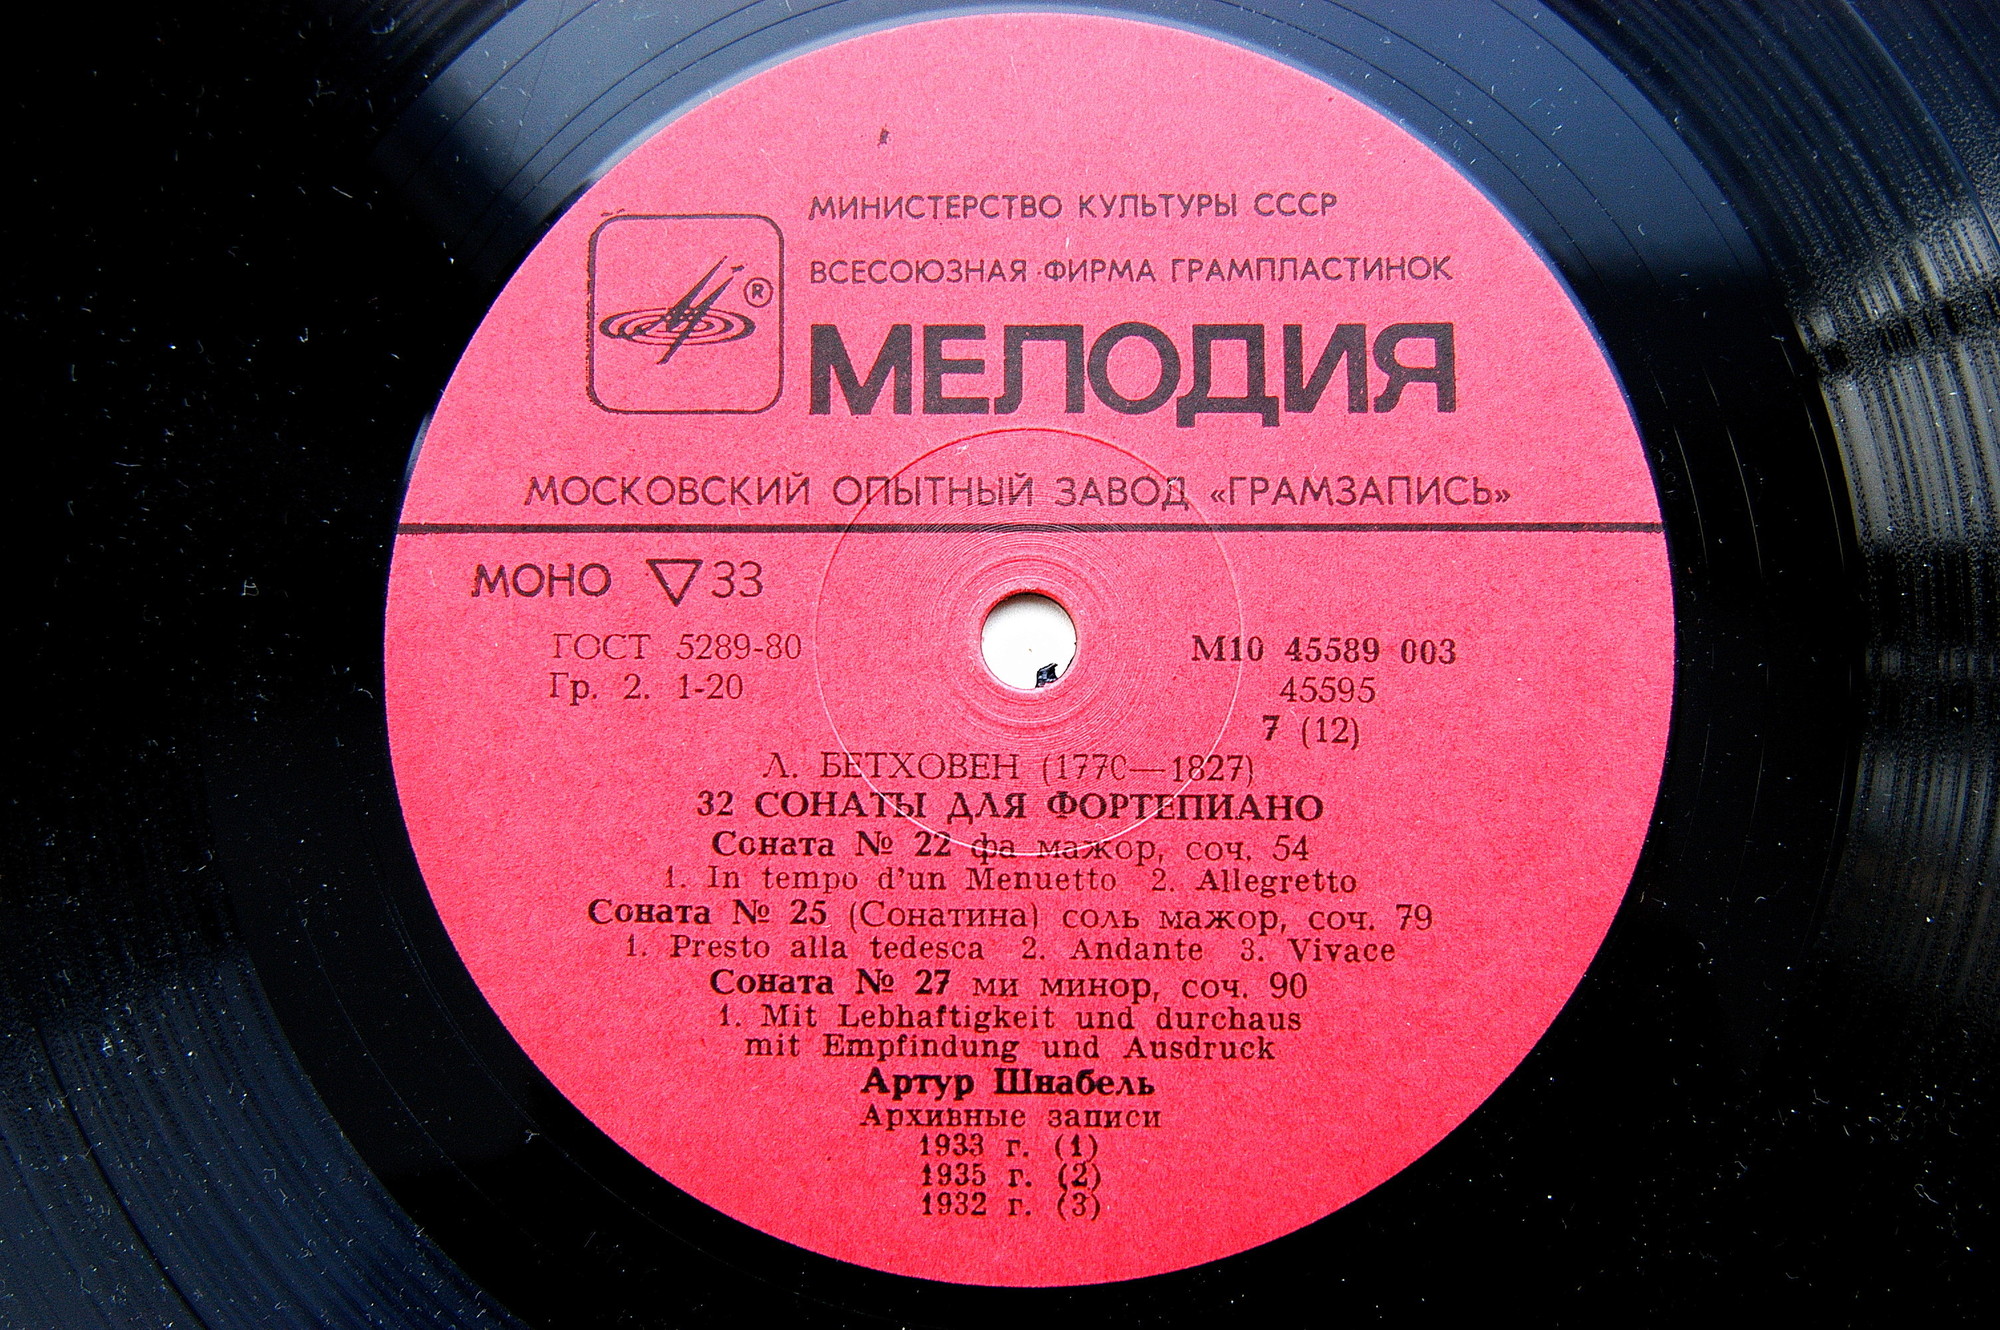 МИНИСТЕРСТВО КУЛЬТУРЫ СССР
ВСЕСОЮЗНАЯ ФИРМА ГРАМПЛАСТИНОК
®
МЕЛОДИЯ
МОСКОВСКИЙ ОПЫТНЫЙ ЗАВОД «ГРАМЗАПИСЬ»
МОНО ▽ 33
ГОСТ 5289-80
Гр. 2. 1-20
М10 45589 003
45595
7 (12)
Л. БЕТХОВЕН (1770—1827)
32 СОНАТЫ ДЛЯ ФОРТЕПИАНО
Соната № 22 фа мажор, соч. 54
1. In tempo d'un Menuetto 2. Allegretto
Соната № 25 (Сонатина) соль мажор, соч. 79
1. Presto alla tedesca 2. Andante 3. Vivace
Соната № 27 ми минор, соч. 90
1. Mit Lebhaftigkeit und durchaus
mit Empfindung und Ausdruck
Артур Шнабель
Архивные записи
1933 г. (1)
1935 г. (2)
1932 г. (3)